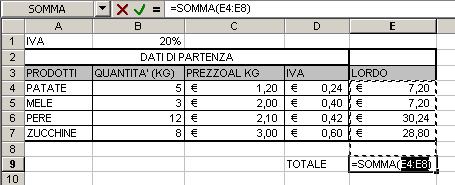 SOMMA =SOMMA(E4:E8)
A B C D E
1 IVA 20%
2 DATI DI PARTENZA
3 PRODOTTI QUANTITA' (KG) PREZZOAL KG IVA LORDO
4 PATATE 5 € 1,20 € 0,24 € 7,20
5 MELE 3 € 2,00 € 0,40 € 7,20
6 PERE 12 € 2,10 € 0,42 € 30,24
7 ZUCCHINE 8 € 3,00 € 0,60 € 28,80
8
9 TOTALE =SOMMA(E4:E8)
10